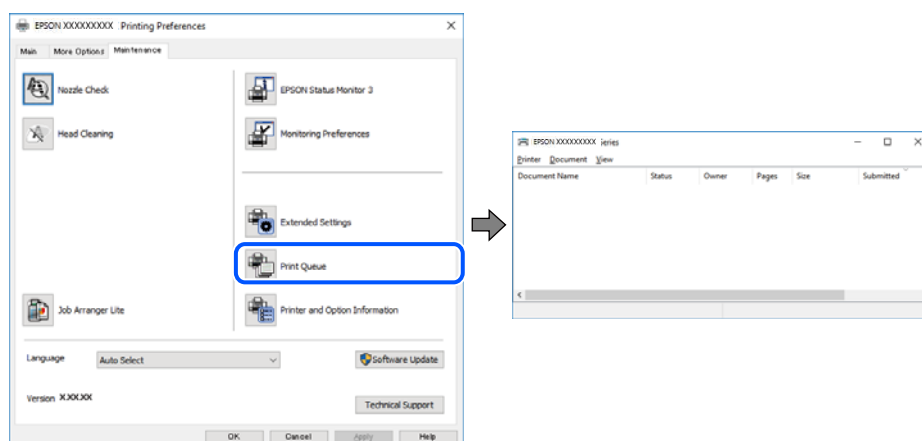 EPSON XXXXXXXXX Printing Preferences
Main More Options Maintenance
Nozzle Check
EPSON Status Monitor 3
Head Cleaning
Monitoring Preferences
Extended Settings
Print Queue
Job Arranger Lite
Printer and Option Information
Language Auto Select
Software Update
Version X.XX.XX
Technical Support
OK Cancel Apply Help
EPSON XXXXXXXXX eries
Printer Document View
Document Name Status Owner Pages Size Submitted